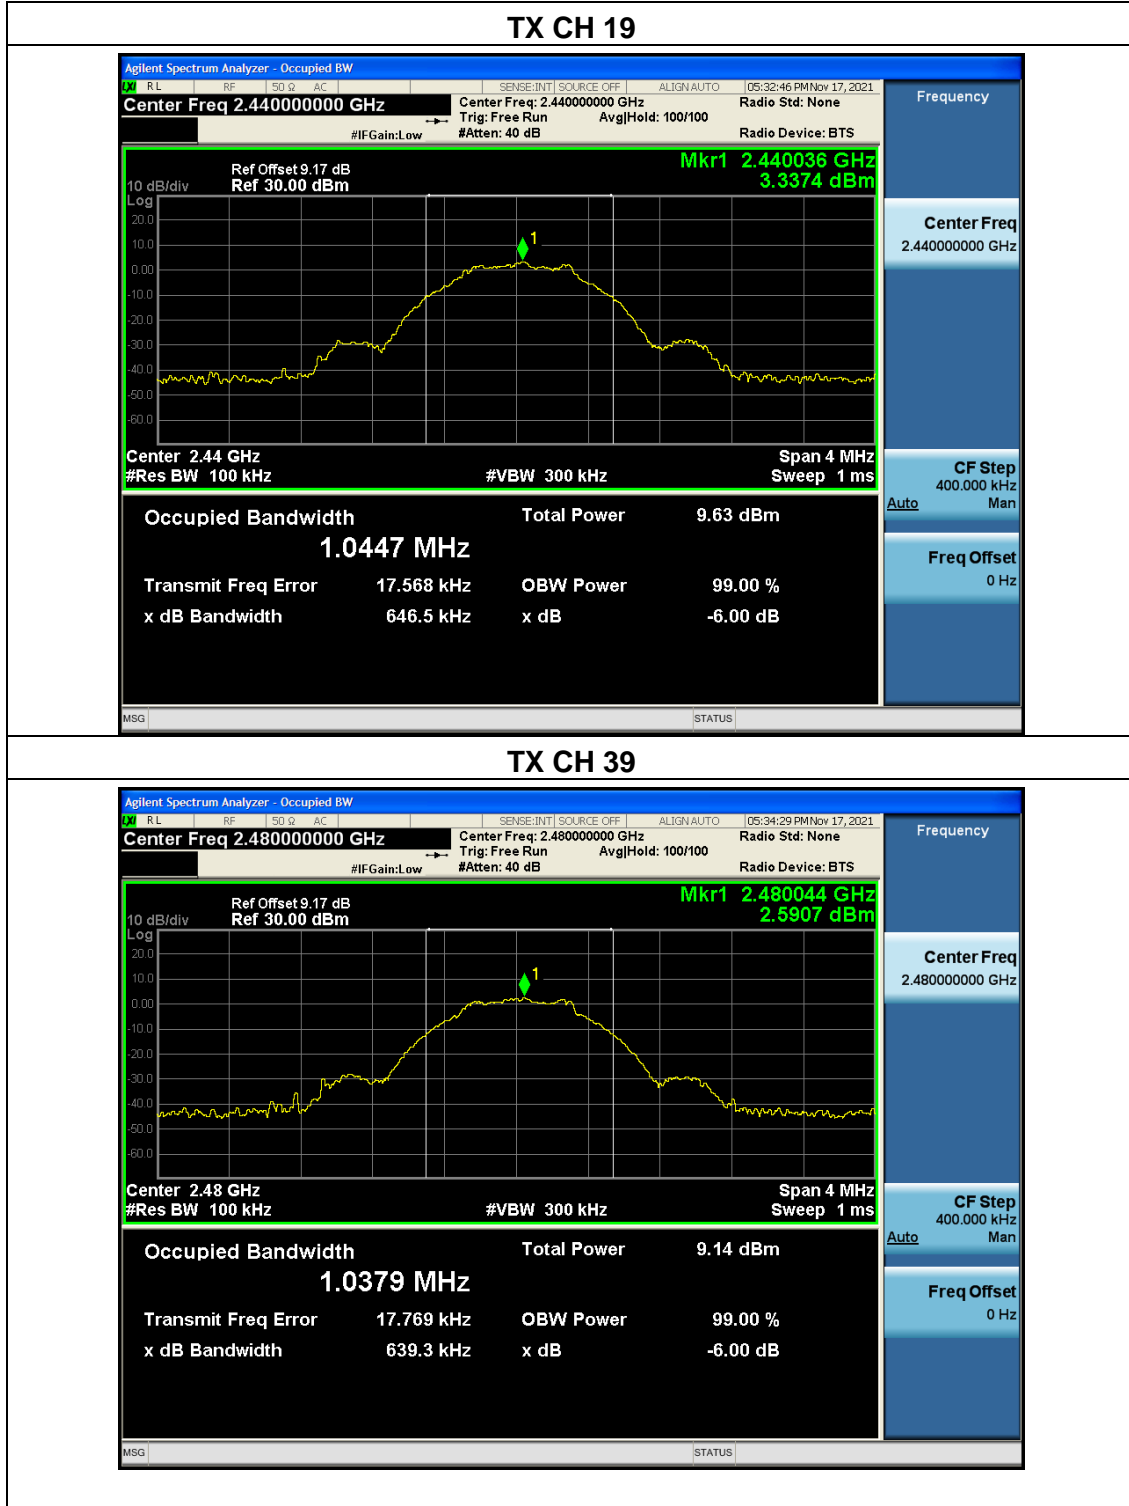 TX CH 19
Agilent Spectrum Analyzer - Occupied BW
LXI RL RF 50 Ω AC SENSE:INT SOURCE OFF ALIGN AUTO 05:32:46 PM Nov 17, 2021
Center Freq 2.440000000 GHz
Center Freq: 2.440000000 GHz Radio Std: None
Trig: Free Run Avg|Hold: 100/100
#IFGain:Low #Atten: 40 dB Radio Device: BTS
Frequency
Mkr1 2.440036 GHz
3.3374 dBm
Ref Offset 9.17 dB
10 dB/div Ref 30.00 dBm
Log
20.0
10.0
0.00
-10.0
-20.0
-30.0
-40.0
-50.0
-60.0
1
Center Freq
2.440000000 GHz
Center 2.44 GHz Span 4 MHz
#Res BW 100 kHz #VBW 300 kHz Sweep 1 ms
CF Step
400.000 kHz
Auto Man
Occupied Bandwidth Total Power 9.63 dBm
1.0447 MHz
Transmit Freq Error 17.568 kHz OBW Power 99.00 %
x dB Bandwidth 646.5 kHz x dB -6.00 dB
Freq Offset
0 Hz
MSG STATUS
TX CH 39
Agilent Spectrum Analyzer - Occupied BW
LXI RL RF 50 Ω AC SENSE:INT SOURCE OFF ALIGN AUTO 05:34:29 PM Nov 17, 2021
Center Freq 2.480000000 GHz
Center Freq: 2.480000000 GHz Radio Std: None
Trig: Free Run Avg|Hold: 100/100
#IFGain:Low #Atten: 40 dB Radio Device: BTS
Frequency
Mkr1 2.480044 GHz
2.5907 dBm
Ref Offset 9.17 dB
10 dB/div Ref 30.00 dBm
Log
20.0
10.0
0.00
-10.0
-20.0
-30.0
-40.0
-50.0
-60.0
1
Center Freq
2.480000000 GHz
Center 2.48 GHz Span 4 MHz
#Res BW 100 kHz #VBW 300 kHz Sweep 1 ms
CF Step
400.000 kHz
Auto Man
Occupied Bandwidth Total Power 9.14 dBm
1.0379 MHz
Transmit Freq Error 17.769 kHz OBW Power 99.00 %
x dB Bandwidth 639.3 kHz x dB -6.00 dB
Freq Offset
0 Hz
MSG STATUS